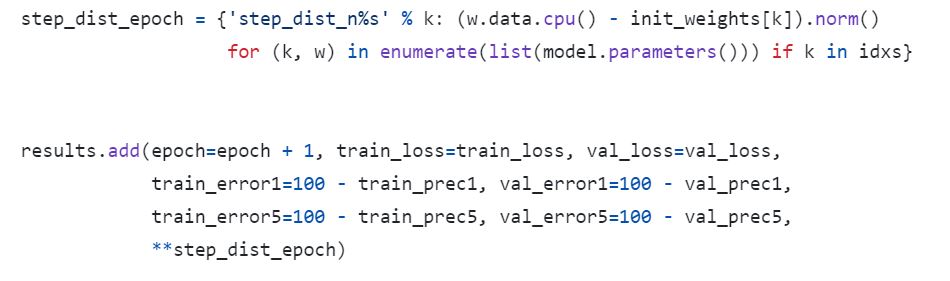 step_dist_epoch = {'step_dist_n%s' % k: (w.data.cpu() - init_weights[k]).norm()
for (k, w) in enumerate(list(model.parameters())) if k in idxs}
results.add(epoch=epoch + 1, train_loss=train_loss, val_loss=val_loss,
train_error1=100 - train_prec1, val_error1=100 - val_prec1,
train_error5=100 - train_prec5, val_error5=100 - val_prec5,
**step_dist_epoch)